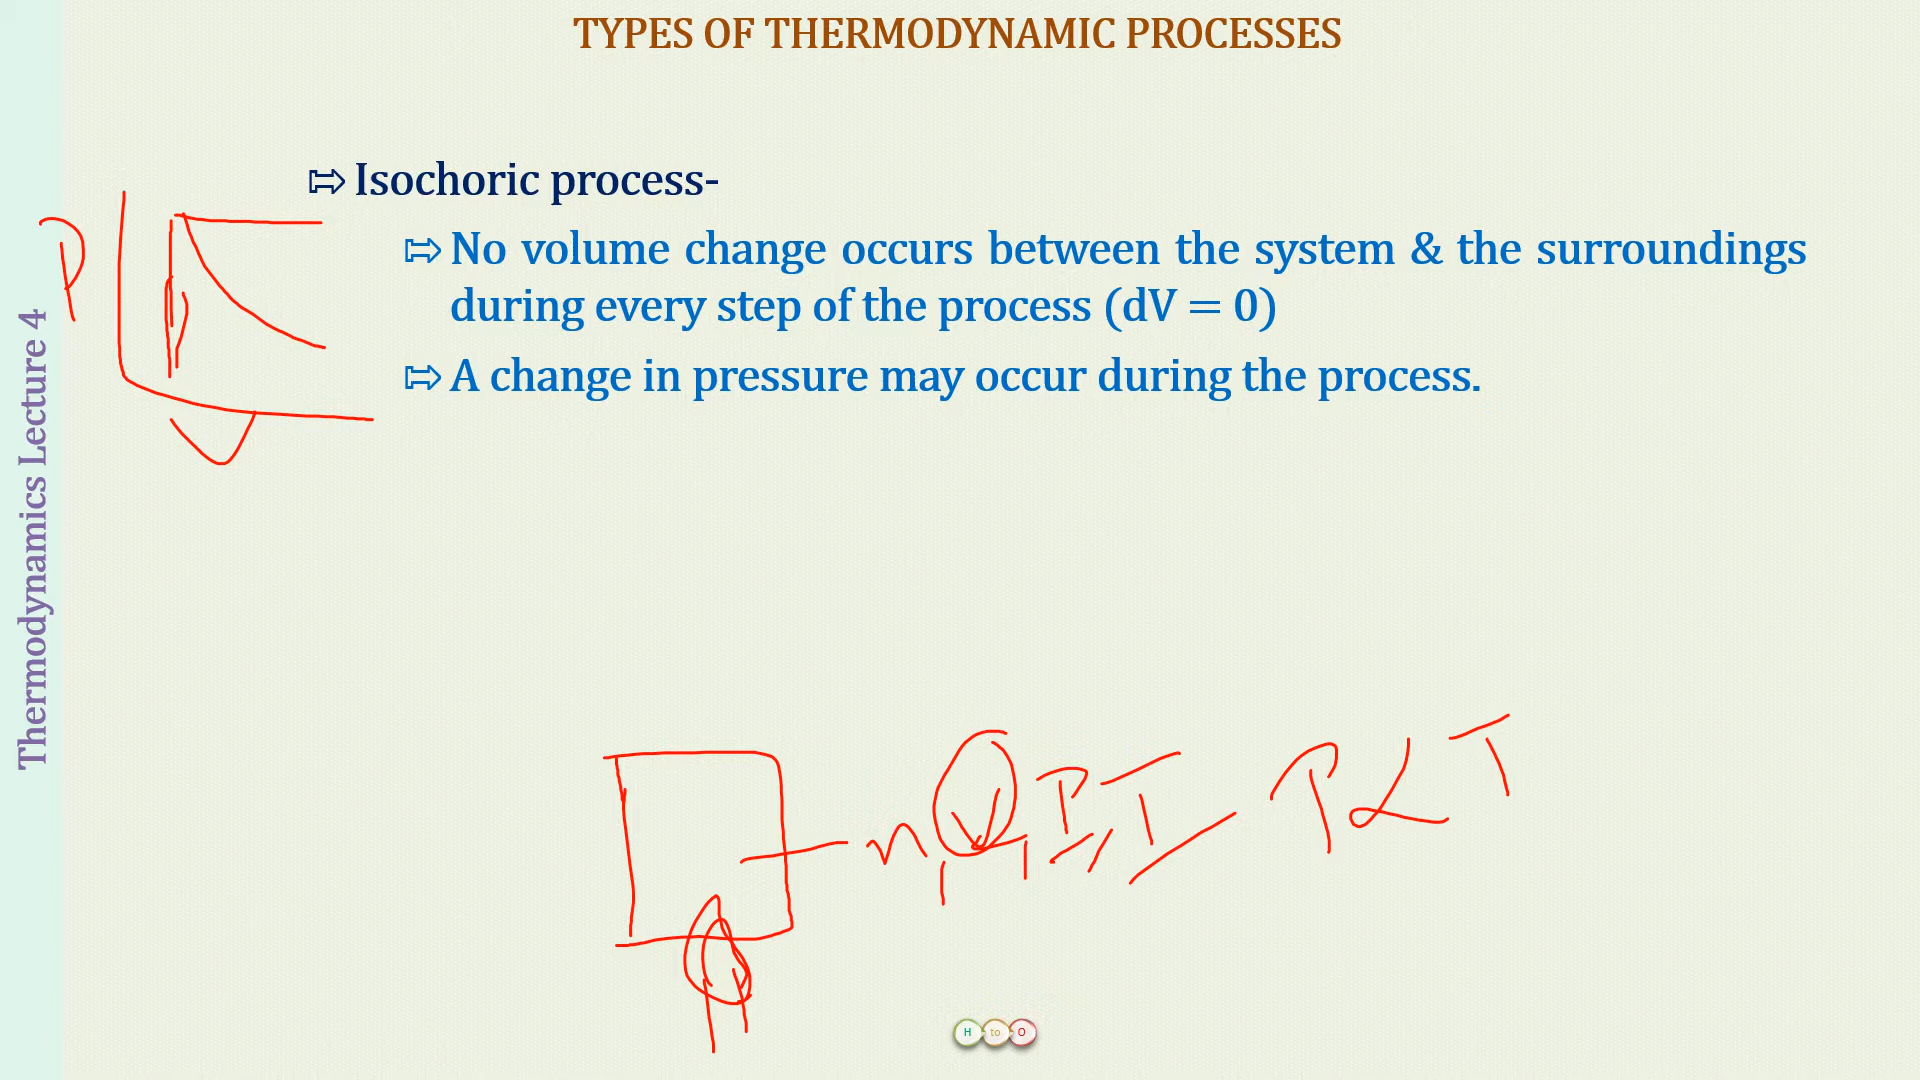 TYPES OF THERMODYNAMIC PROCESSES
⤇ Isochoric process-
⤇ No volume change occurs between the system & the surroundings
during every step of the process (dV = 0)
⤇ A change in pressure may occur during the process.
Thermodynamics Lecture 4
P
V
n, V, P, T P α T
H to O